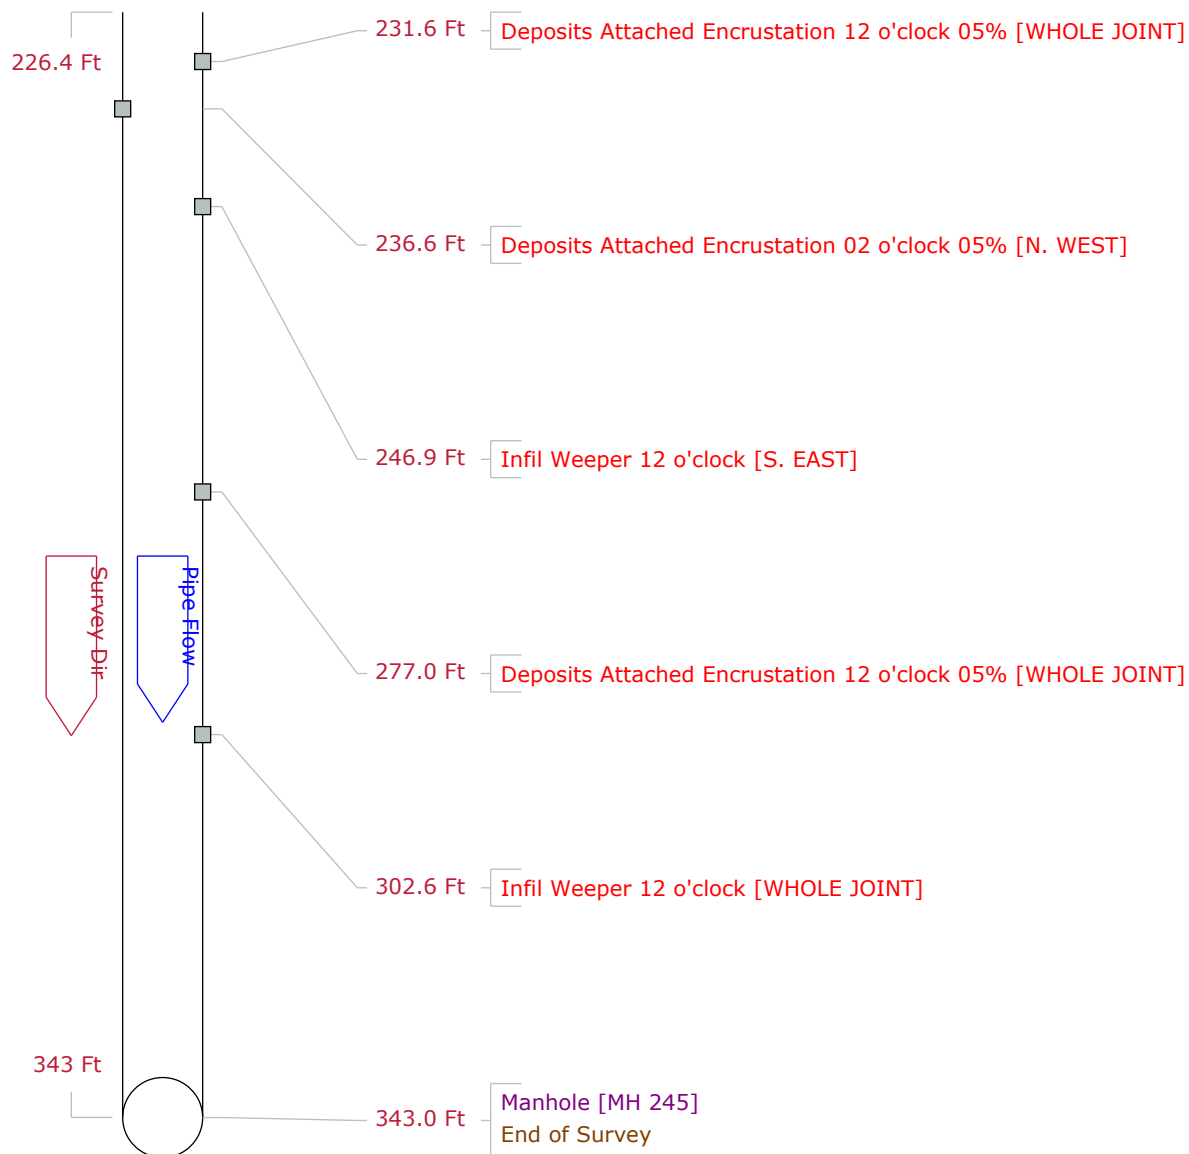 231.6 Ft Deposits Attached Encrustation 12 o'clock 05% [WHOLE JOINT]
226.4 Ft
236.6 Ft Deposits Attached Encrustation 02 o'clock 05% [N. WEST]
246.9 Ft Infil Weeper 12 o'clock [S. EAST]
Survey Dir
Pipe Flow
277.0 Ft Deposits Attached Encrustation 12 o'clock 05% [WHOLE JOINT]
302.6 Ft Infil Weeper 12 o'clock [WHOLE JOINT]
343 Ft
343.0 Ft Manhole [MH 245]
End of Survey